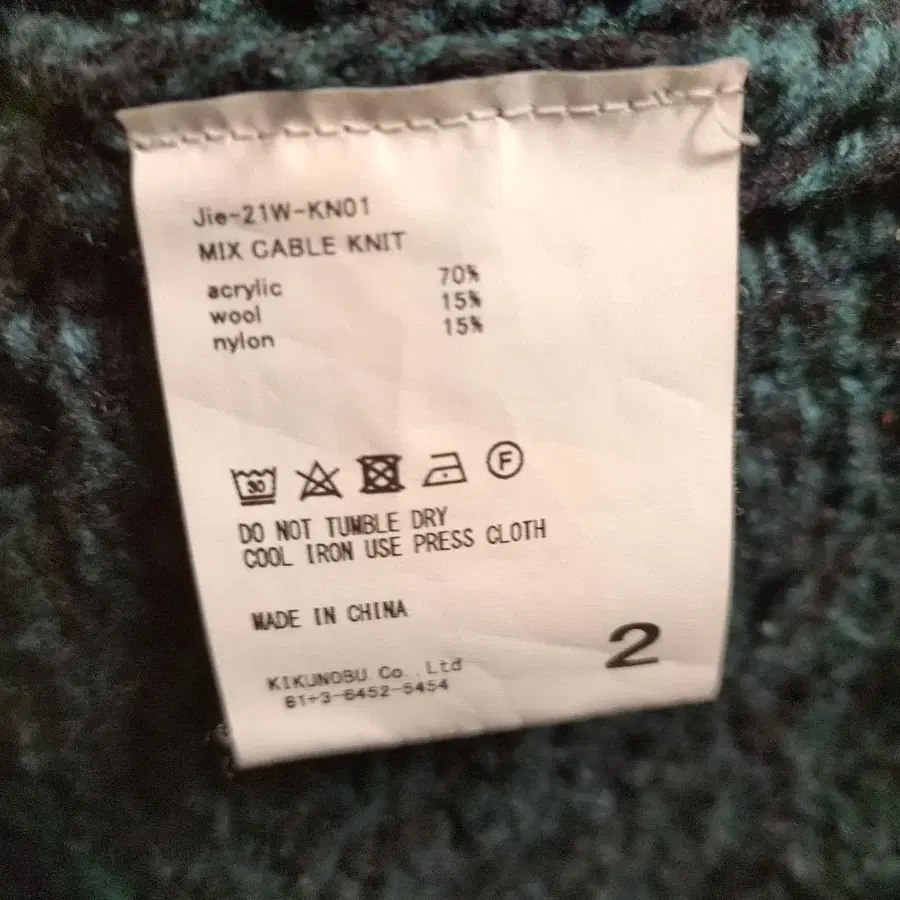 Jie-21W-KN01
MIX CABLE KNIT
acrylic 70%
wool 15%
nylon 15%
30 F
DO NOT TUMBLE DRY
COOL IRON USE PRESS CLOTH
MADE IN CHINA
2
KIKUNOBU Co.,Ltd
81+3-6452-5454